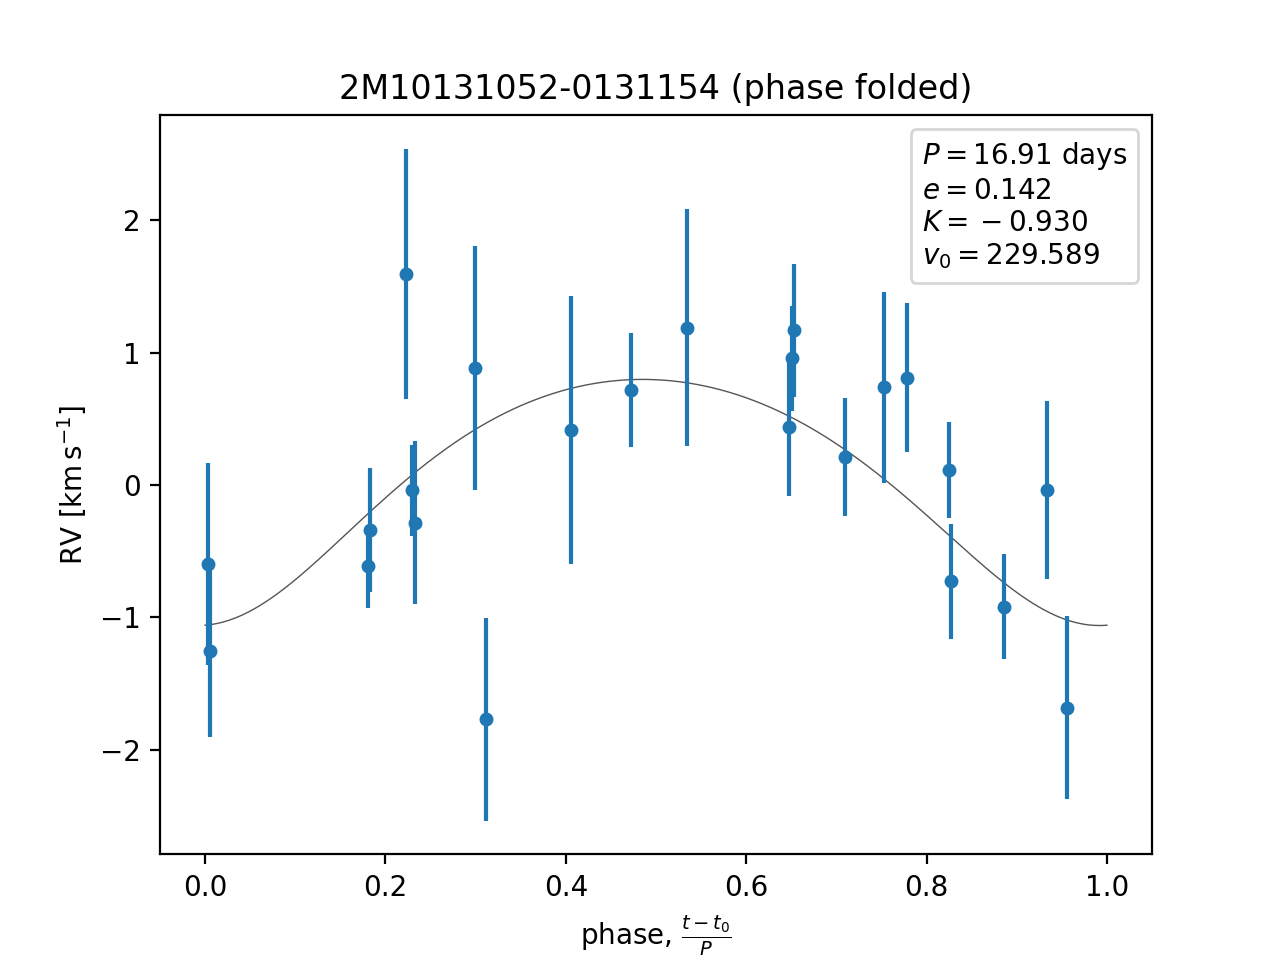 2M10131052-0131154 (phase folded)
P = 16.91 days
e = 0.142
K = −0.930
v₀ = 229.589
2
1
0
−1
−2
RV [km s⁻¹]
0.0 0.2 0.4 0.6 0.8 1.0
phase, (t − t₀)/P